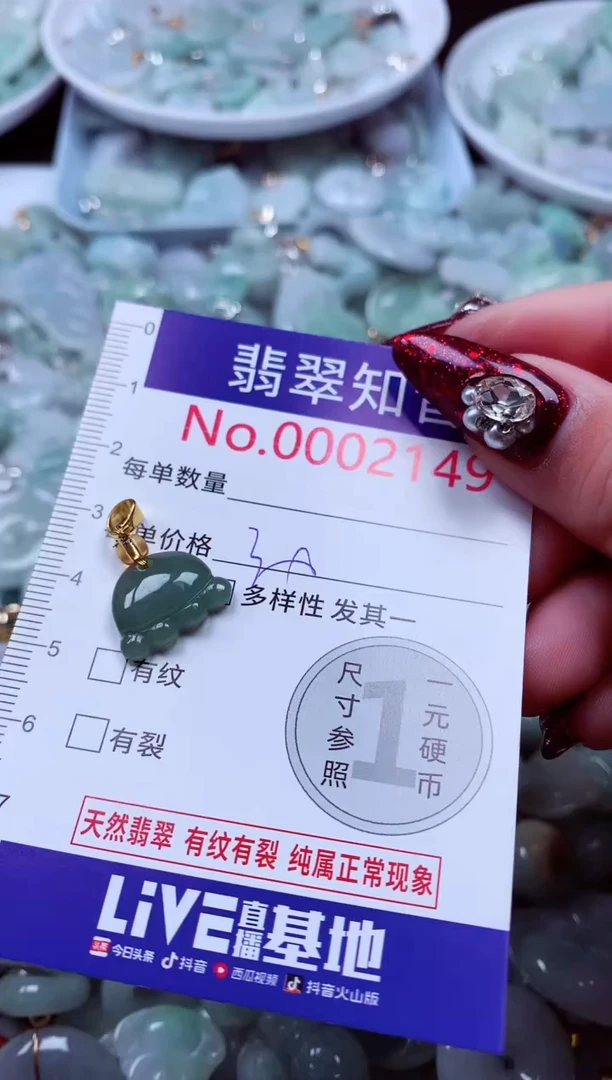 0
翡翠知音
1
No.0002149
2
每单数量
3
单价格
4
多样性 发其一
5
有纹
尺寸参照
1
一元硬币
6
有裂
7
天然翡翠 有纹有裂 纯属正常现象
LiVE直播基地
头条 今日头条 抖音 西瓜视频 抖音火山版